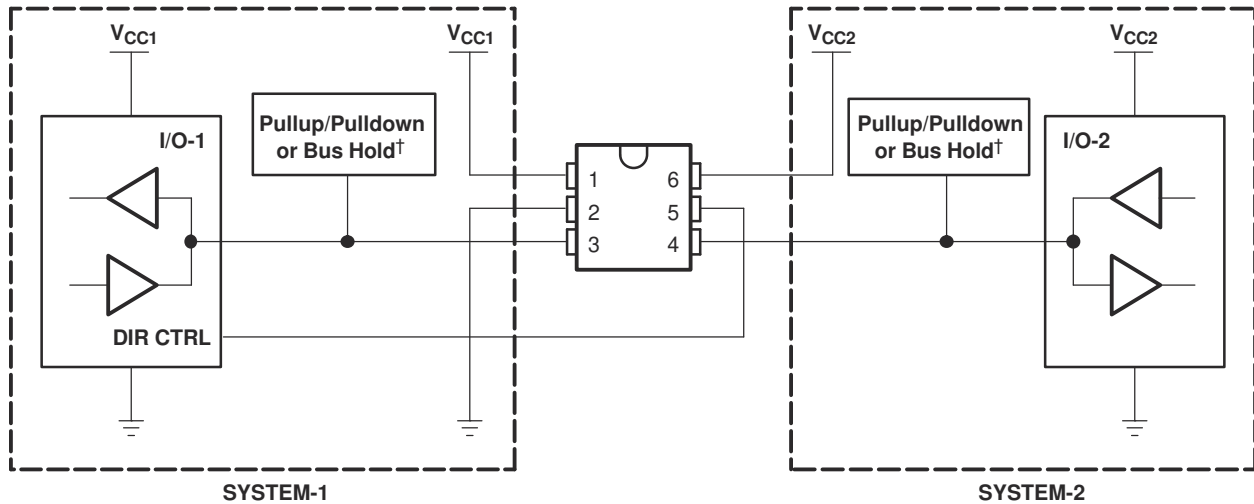 VCC1
VCC1
VCC2
VCC2
I/O-1
Pullup/Pulldown
or Bus Hold†
Pullup/Pulldown
or Bus Hold†
I/O-2
1
6
2
5
3
4
DIR CTRL
SYSTEM-1
SYSTEM-2